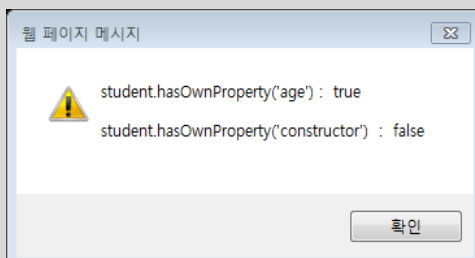 웹 페이지 메시지
student.hasOwnProperty('age') :  true
student.hasOwnProperty('constructor')  :  false
확인